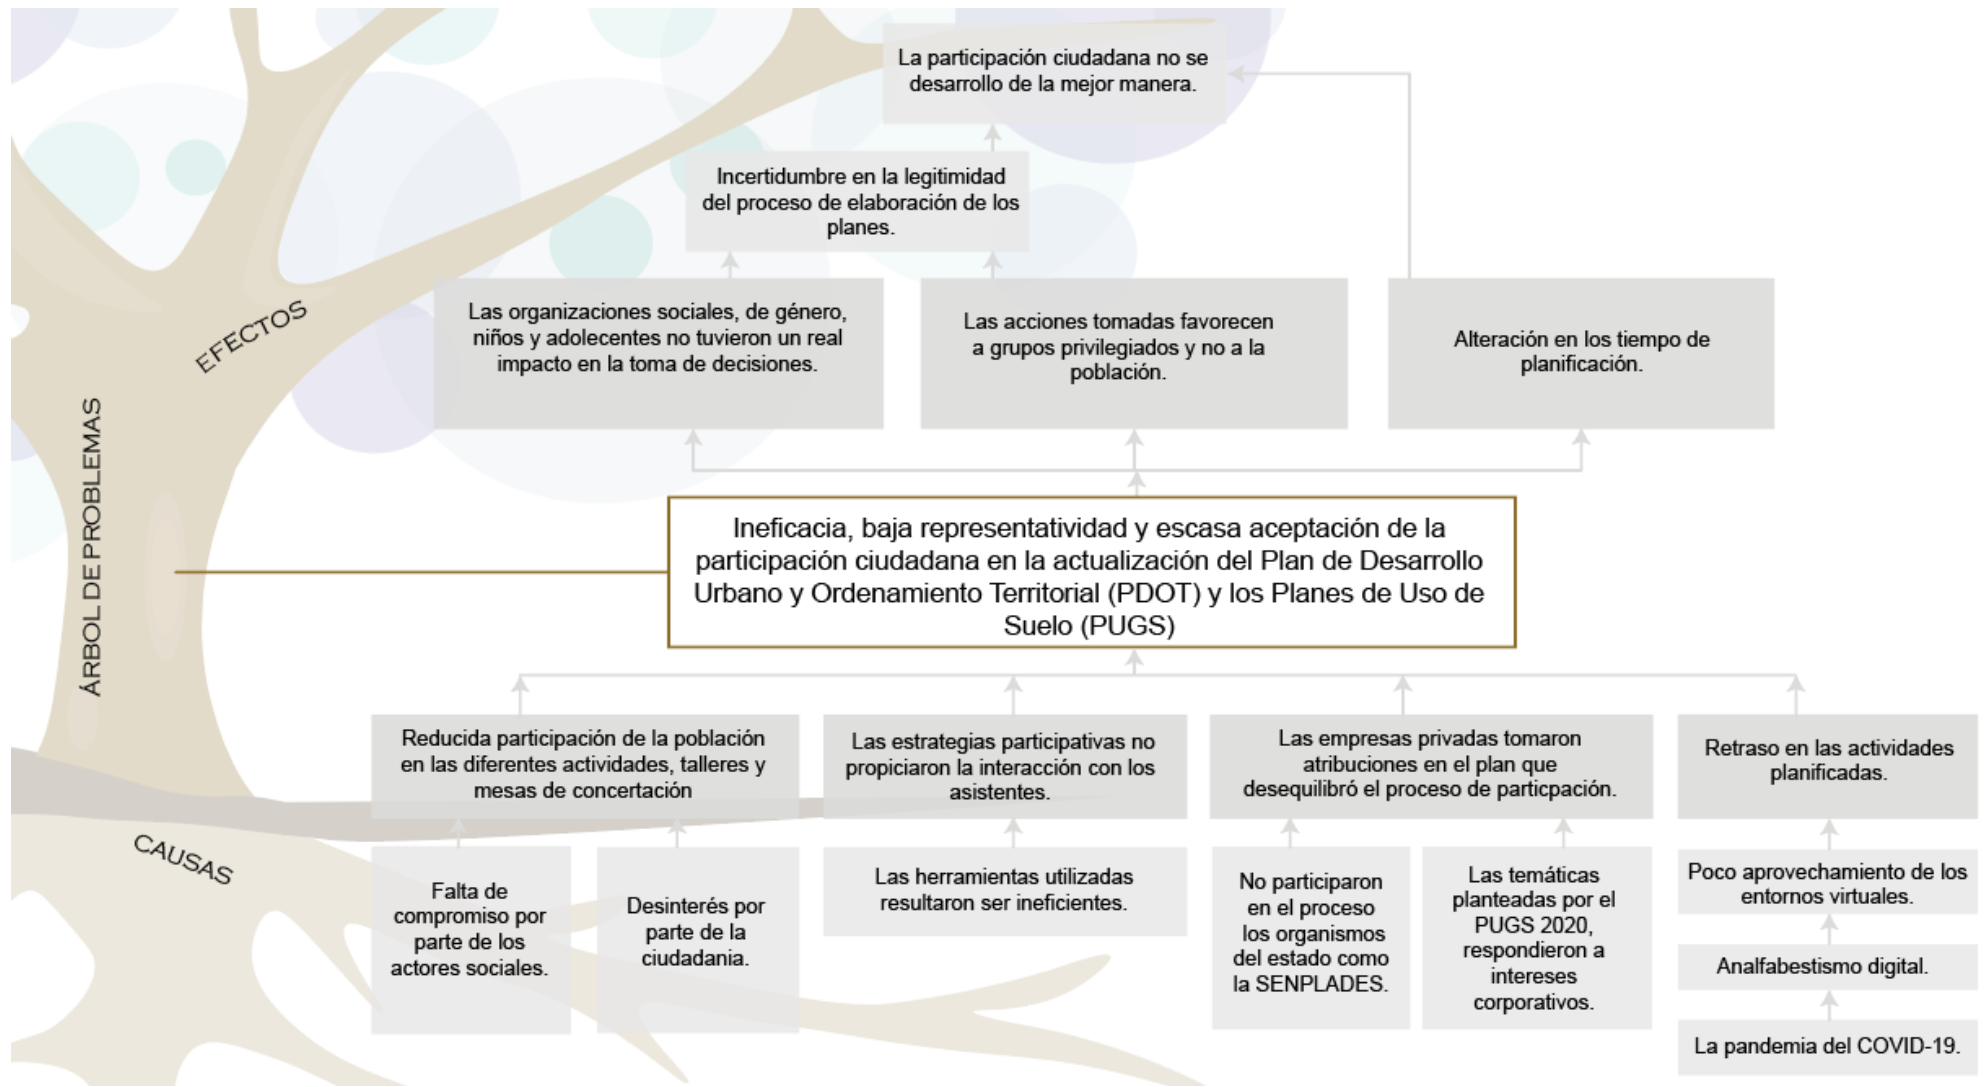 La participación ciudadana no se
desarrollo de la mejor manera.
Incertidumbre en la legitimidad
del proceso de elaboración de los
planes.
Las organizaciones sociales, de género,
niños y adolecentes no tuvieron un real
impacto en la toma de decisiones.
Las acciones tomadas favorecen
a grupos privilegiados y no a la
población.
Alteración en los tiempo de
planificación.
EFECTOS
ÁRBOL DE PROBLEMAS
Ineficacia, baja representatividad y escasa aceptación de la
participación ciudadana en la actualización del Plan de Desarrollo
Urbano y Ordenamiento Territorial (PDOT) y los Planes de Uso de
Suelo (PUGS)
Reducida participación de la población
en las diferentes actividades, talleres y
mesas de concertación
Las estrategias participativas no
propiciaron la interacción con los
asistentes.
Las empresas privadas tomaron
atribuciones en el plan que
desequilibró el proceso de particpación.
Retraso en las actividades
planificadas.
CAUSAS
Falta de
compromiso por
parte de los
actores sociales.
Desinterés por
parte de la
ciudadania.
Las herramientas utilizadas
resultaron ser ineficientes.
No participaron
en el proceso
los organismos
del estado como
la SENPLADES.
Las temáticas
planteadas por el
PUGS 2020,
respondieron a
intereses
corporativos.
Poco aprovechamiento de los
entornos virtuales.
Analfabestismo digital.
La pandemia del COVID-19.